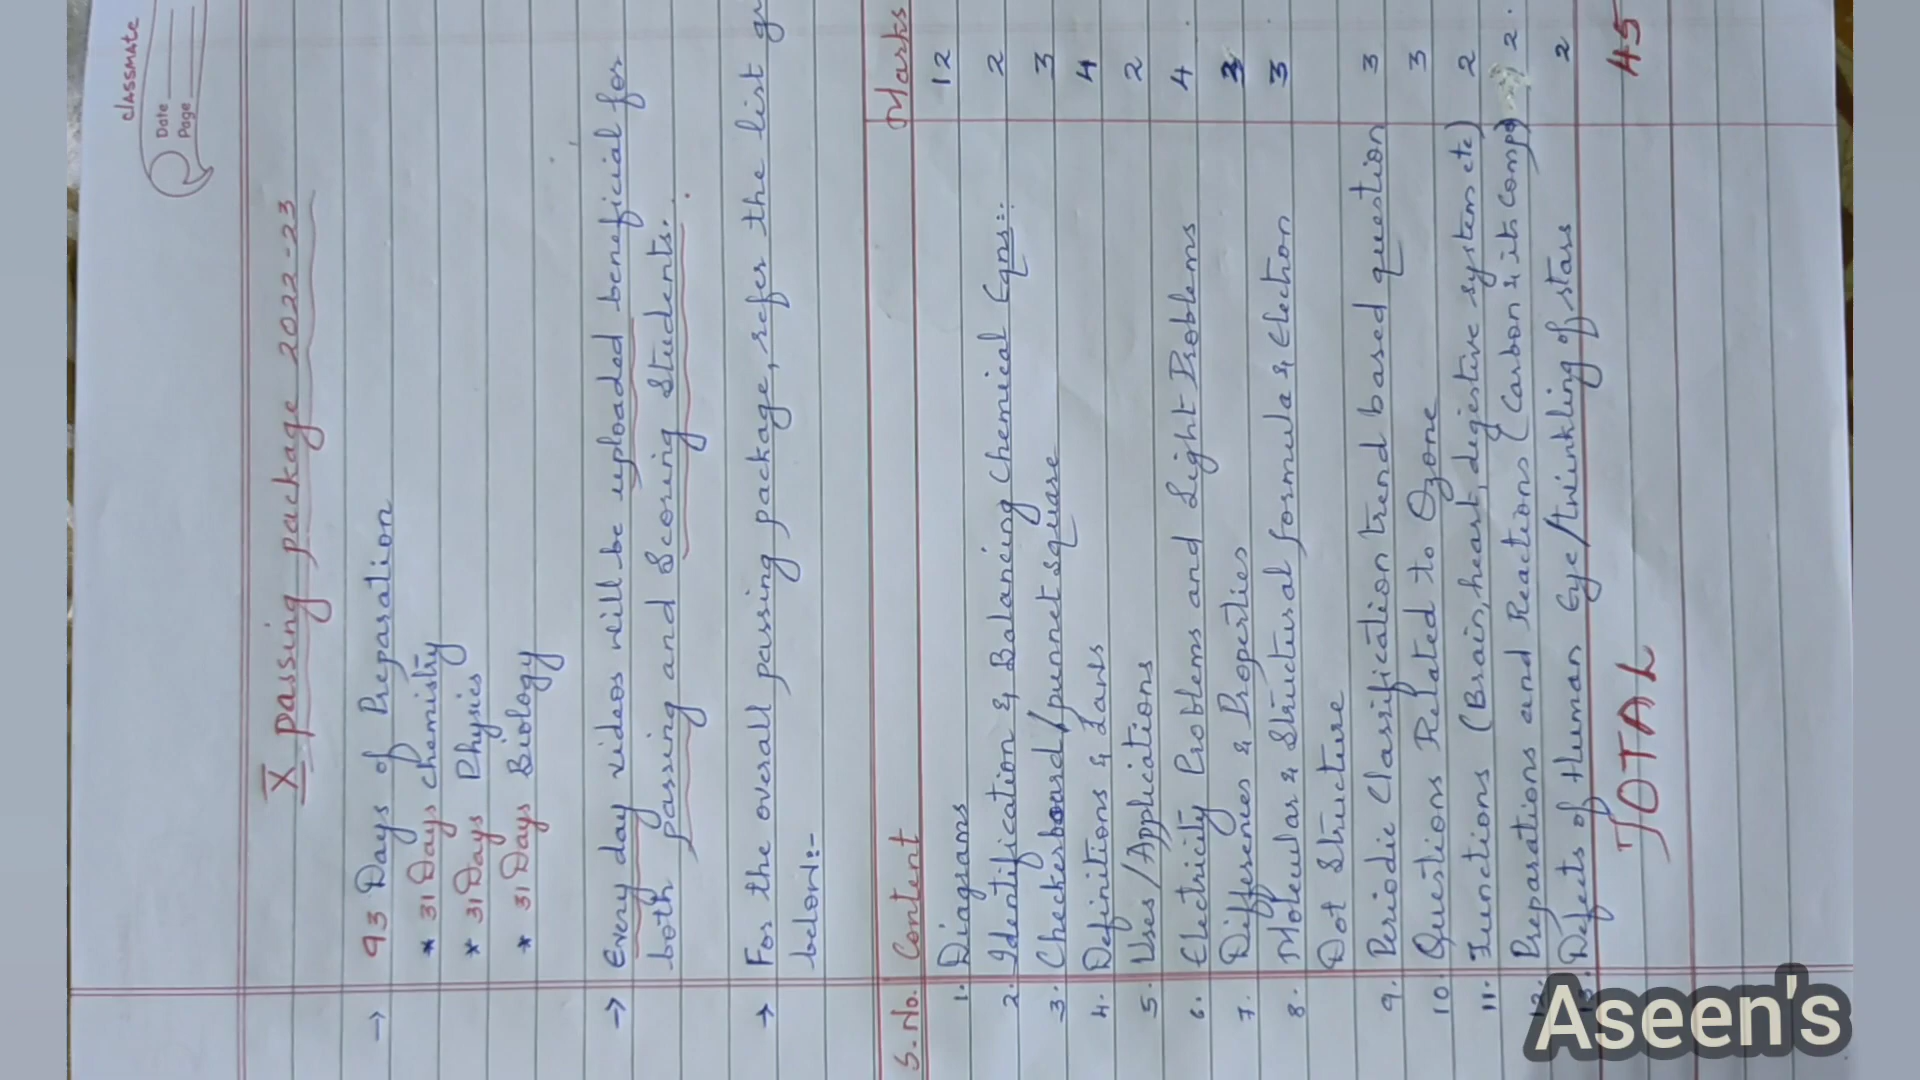 classmate
Date
Page
X passing package 2022-23
→ 93 Days of Preparation
* 31 Days chemistry
* 31 Days Physics
* 31 Days Biology
→ Every day videos will be uploaded beneficial for
both passing and Scoring Students.
→ For the overall passing package, refer the list
below:-
S.No. Content Marks
1. Diagrams 12
2. Identification & Balancing Chemical Eqns:- 2
3. Checkerboard/punnet square 3
4. Definitions & Laws 4
5. Uses/Applications 2
6. Electricity Problems and Light Problems 4
7. Differences & Properties 3
8. Molecular & Structural formula & Electron 3
Dot Structure
9. Periodic Classification trend based question 3
10. Questions Related to Ozone 3
11. Functions (Brain, heart, digestive system etc) 2
12. Preparations and Reactions (Carbon & its Comp) 2
13. Defects of Human Eye/twinkling of stars 2
TOTAL 45
Aseen's